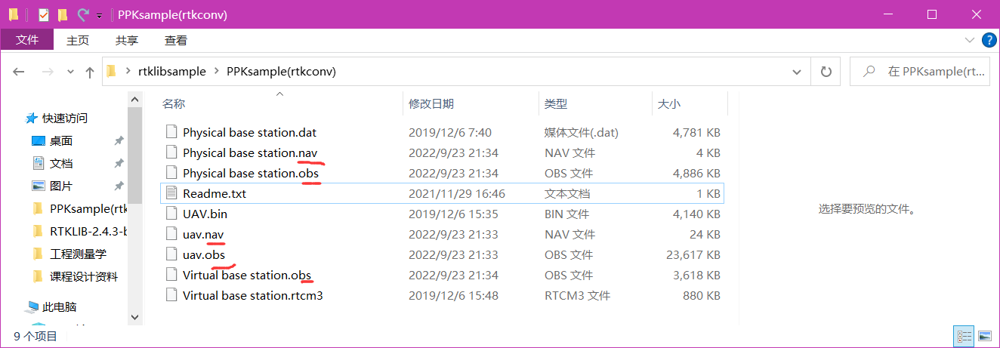 PPKsample(rtkconv)
文件 主页 共享 查看
rtklibsample PPKsample(rtkconv) 在 PPKsample(rt...
名称 修改日期 类型 大小
快速访问
桌面
文档
图片
PPKsample(rtk
RTKLIB-2.4.3-b
工程测量学
课程设计资料
此电脑
Physical base station.dat 2019/12/6 7:40 媒体文件(.dat) 4,781 KB
Physical base station.nav 2022/9/23 21:34 NAV 文件 4 KB
Physical base station.obs 2022/9/23 21:34 OBS 文件 4,886 KB
Readme.txt 2021/11/29 16:46 文本文档 1 KB
UAV.bin 2019/12/6 15:35 BIN 文件 4,140 KB
uav.nav 2022/9/23 21:33 NAV 文件 24 KB
uav.obs 2022/9/23 21:33 OBS 文件 23,617 KB
Virtual base station.obs 2022/9/23 21:34 OBS 文件 3,618 KB
Virtual base station.rtcm3 2019/12/6 15:48 RTCM3 文件 880 KB
选择要预览的文件。
9 个项目